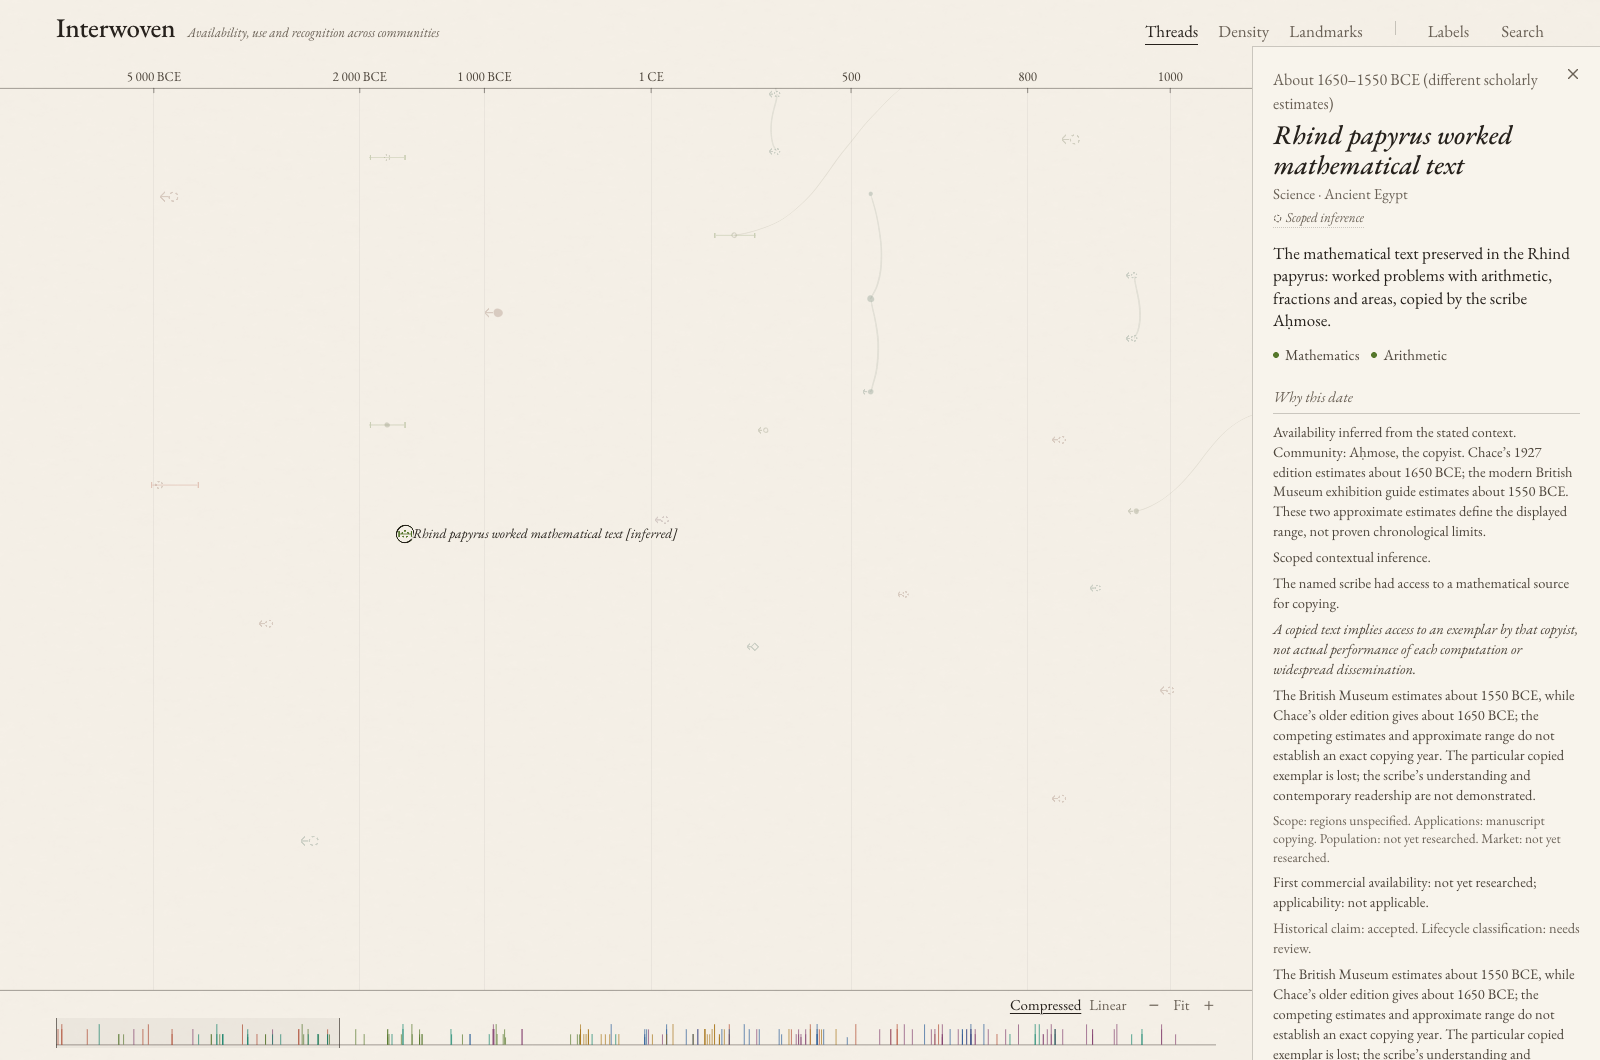 Interwoven Availability, use and recognition across communities
Threads Density Landmarks Labels Search
5 000 BCE 2 000 BCE 1 000 BCE 1 CE 500 800 1000
Rhind papyrus worked mathematical text [inferred]
Compressed Linear − Fit +
About 1650–1550 BCE (different scholarly
estimates)
×
Rhind papyrus worked
mathematical text
Science · Ancient Egypt
Scoped inference
The mathematical text preserved in the Rhind
papyrus: worked problems with arithmetic,
fractions and areas, copied by the scribe
Aḥmose.
Mathematics Arithmetic
Why this date
Availability inferred from the stated context.
Community: Aḥmose, the copyist. Chace’s 1927
edition estimates about 1650 BCE; the modern British
Museum exhibition guide estimates about 1550 BCE.
These two approximate estimates define the displayed
range, not proven chronological limits.
Scoped contextual inference.
The named scribe had access to a mathematical source
for copying.
A copied text implies access to an exemplar by that copyist,
not actual performance of each computation or
widespread dissemination.
The British Museum estimates about 1550 BCE, while
Chace’s older edition gives about 1650 BCE; the
competing estimates and approximate range do not
establish an exact copying year. The particular copied
exemplar is lost; the scribe’s understanding and
contemporary readership are not demonstrated.
Scope: regions unspecified. Applications: manuscript
copying. Population: not yet researched. Market: not yet
researched.
First commercial availability: not yet researched;
applicability: not applicable.
Historical claim: accepted. Lifecycle classification: needs
review.
The British Museum estimates about 1550 BCE, while
Chace’s older edition gives about 1650 BCE; the
competing estimates and approximate range do not
establish an exact copying year. The particular copied
exemplar is lost; the scribe’s understanding and